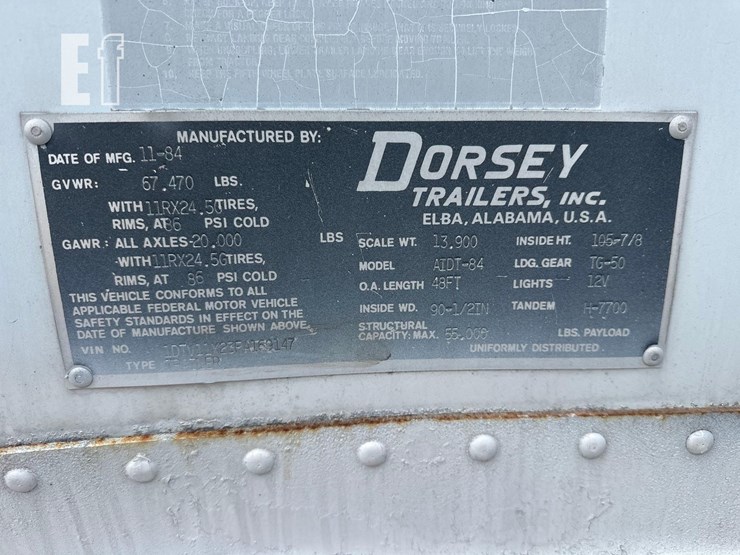 Ef
MANUFACTURED BY:
DORSEY
TRAILERS, INC.
ELBA, ALABAMA, U.S.A.
DATE OF MFG. 11-84
GVWR: 67.470 LBS.
WITH 11RX24.5G TIRES,
RIMS, AT 86 PSI COLD
GAWR: ALL AXLES-20.000 LBS
WITH 11RX24.5G TIRES,
RIMS, AT 86 PSI COLD
THIS VEHICLE CONFORMS TO ALL
APPLICABLE FEDERAL MOTOR VEHICLE
SAFETY STANDARDS IN EFFECT ON THE
DATE OF MANUFACTURE SHOWN ABOVE
VIN NO.
TYPE
SCALE WT. 13.900 INSIDE HT. 105-7/8
MODEL AIDT-84 LDG. GEAR TG-50
O.A. LENGTH 48FT LIGHTS 12V
INSIDE WD. 90-1/2IN TANDEM H-7700
STRUCTURAL
CAPACITY: MAX. 55.000 LBS. PAYLOAD
UNIFORMLY DISTRIBUTED.